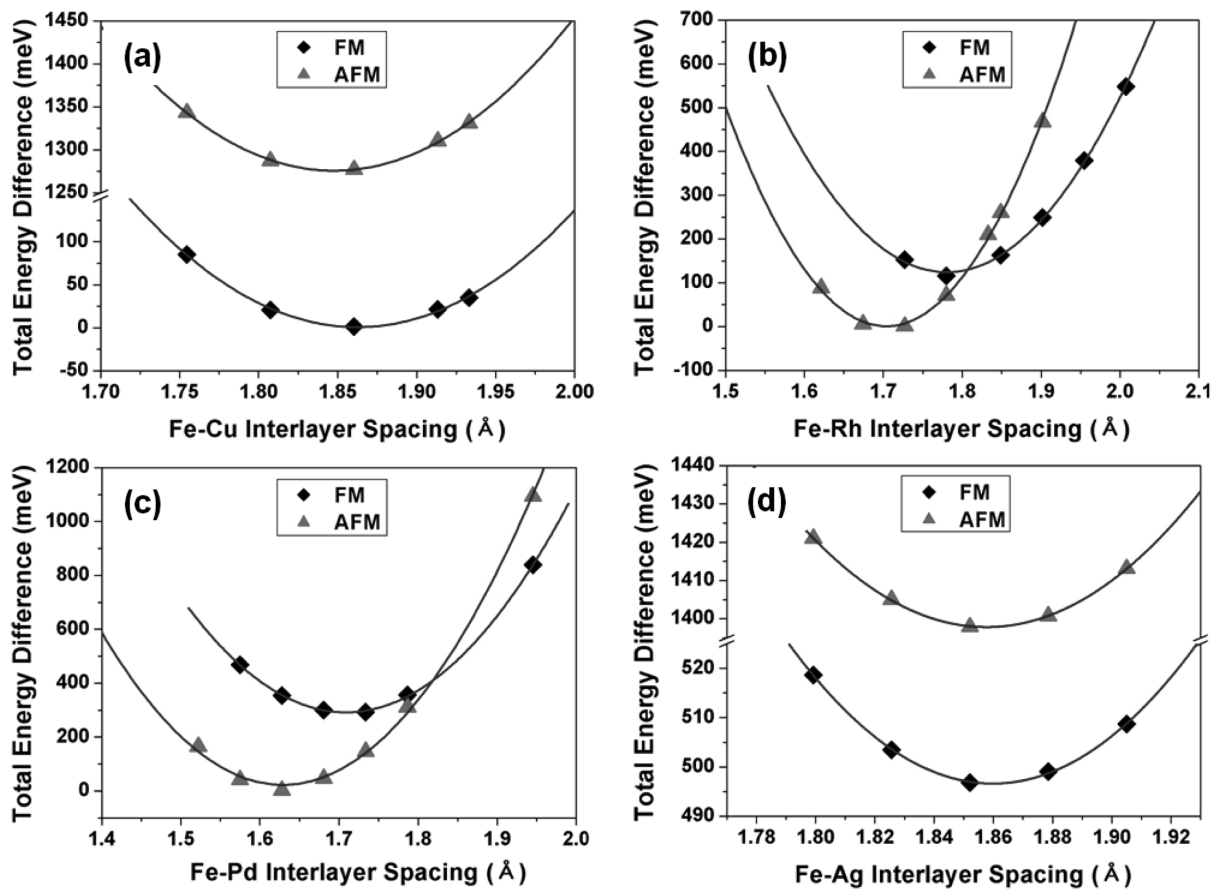 (a)
FM
AFM
Total Energy Difference (meV)
1450
1400
1350
1300
1250
100
50
0
-50
1.70 1.75 1.80 1.85 1.90 1.95 2.00
Fe-Cu Interlayer Spacing (Å)
(b)
FM
AFM
Total Energy Difference (meV)
700
600
500
400
300
200
100
0
-100
1.5 1.6 1.7 1.8 1.9 2.0 2.1
Fe-Rh Interlayer Spacing (Å)
(c)
FM
AFM
Total Energy Difference (meV)
1200
1000
800
600
400
200
0
1.4 1.5 1.6 1.7 1.8 1.9 2.0
Fe-Pd Interlayer Spacing (Å)
(d)
FM
AFM
Total Energy Difference (meV)
1440
1430
1420
1410
1400
520
510
500
490
1.78 1.80 1.82 1.84 1.86 1.88 1.90 1.92
Fe-Ag Interlayer Spacing (Å)